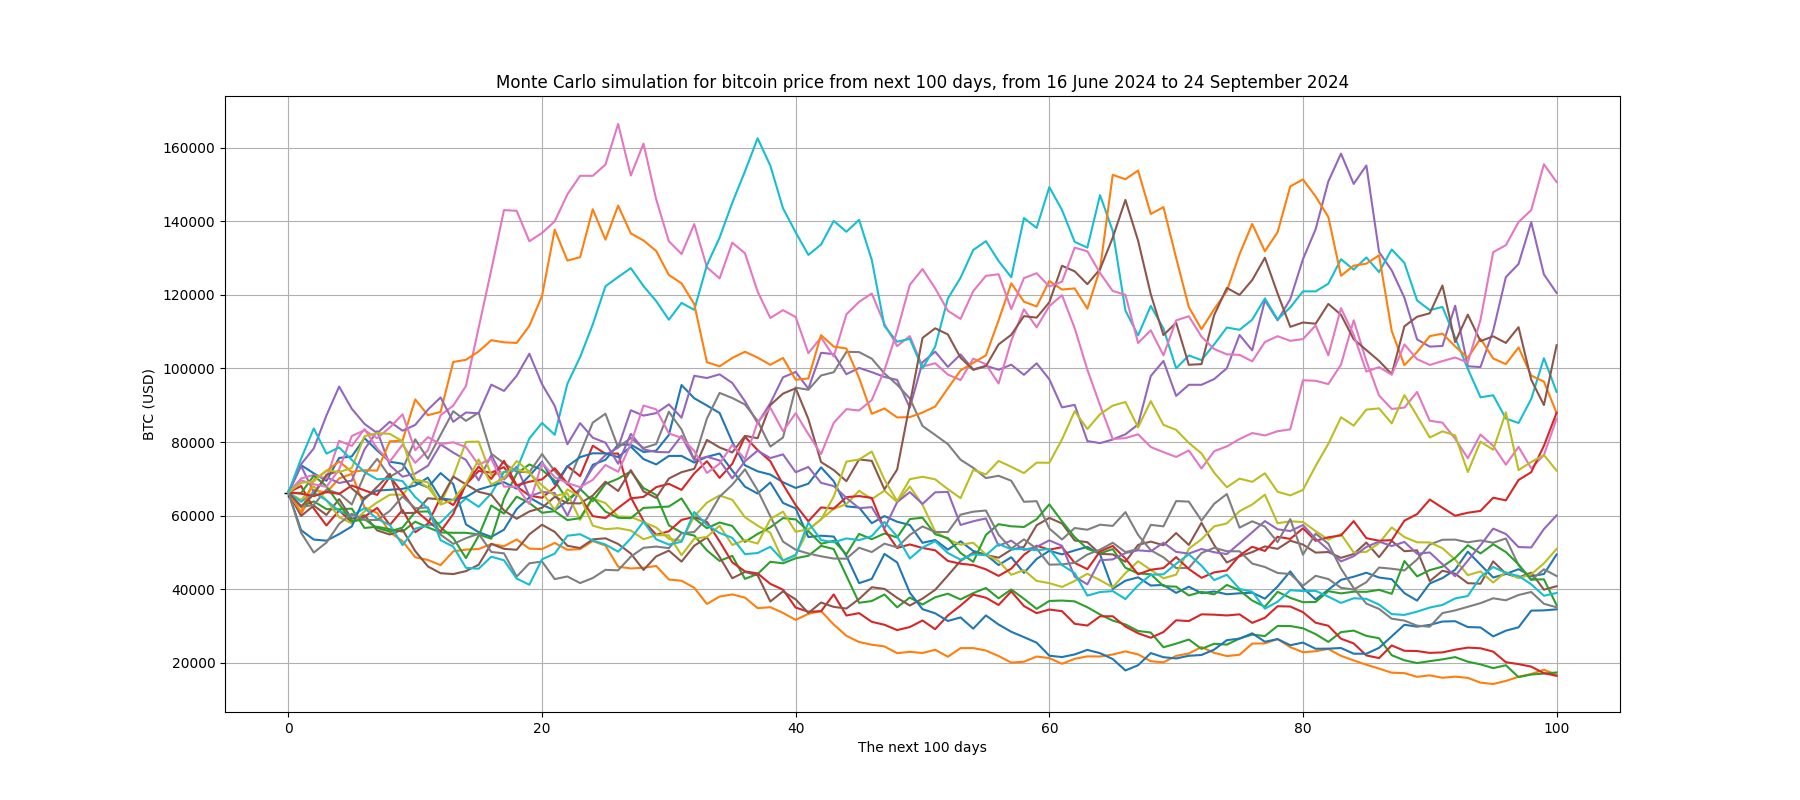 Monte Carlo simulation for bitcoin price from next 100 days, from 16 June 2024 to 24 September 2024
BTC (USD)
160000
140000
120000
100000
80000
60000
40000
20000
0 20 40 60 80 100
The next 100 days